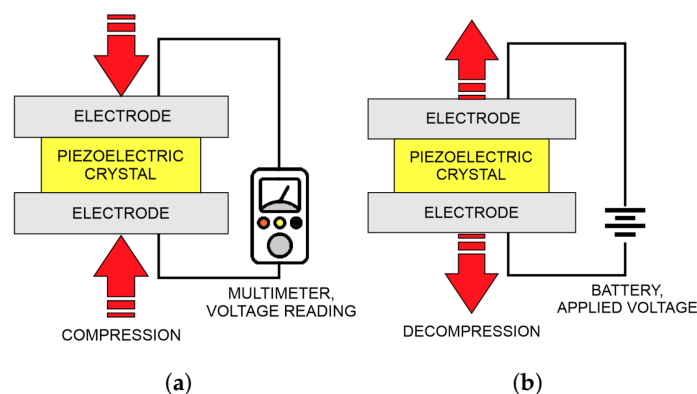 ELECTRODE
PIEZOELECTRIC
CRYSTAL
ELECTRODE
MULTIMETER,
VOLTAGE READING
COMPRESSION
(a)
ELECTRODE
PIEZOELECTRIC
CRYSTAL
ELECTRODE
BATTERY,
APPLIED VOLTAGE
DECOMPRESSION
(b)